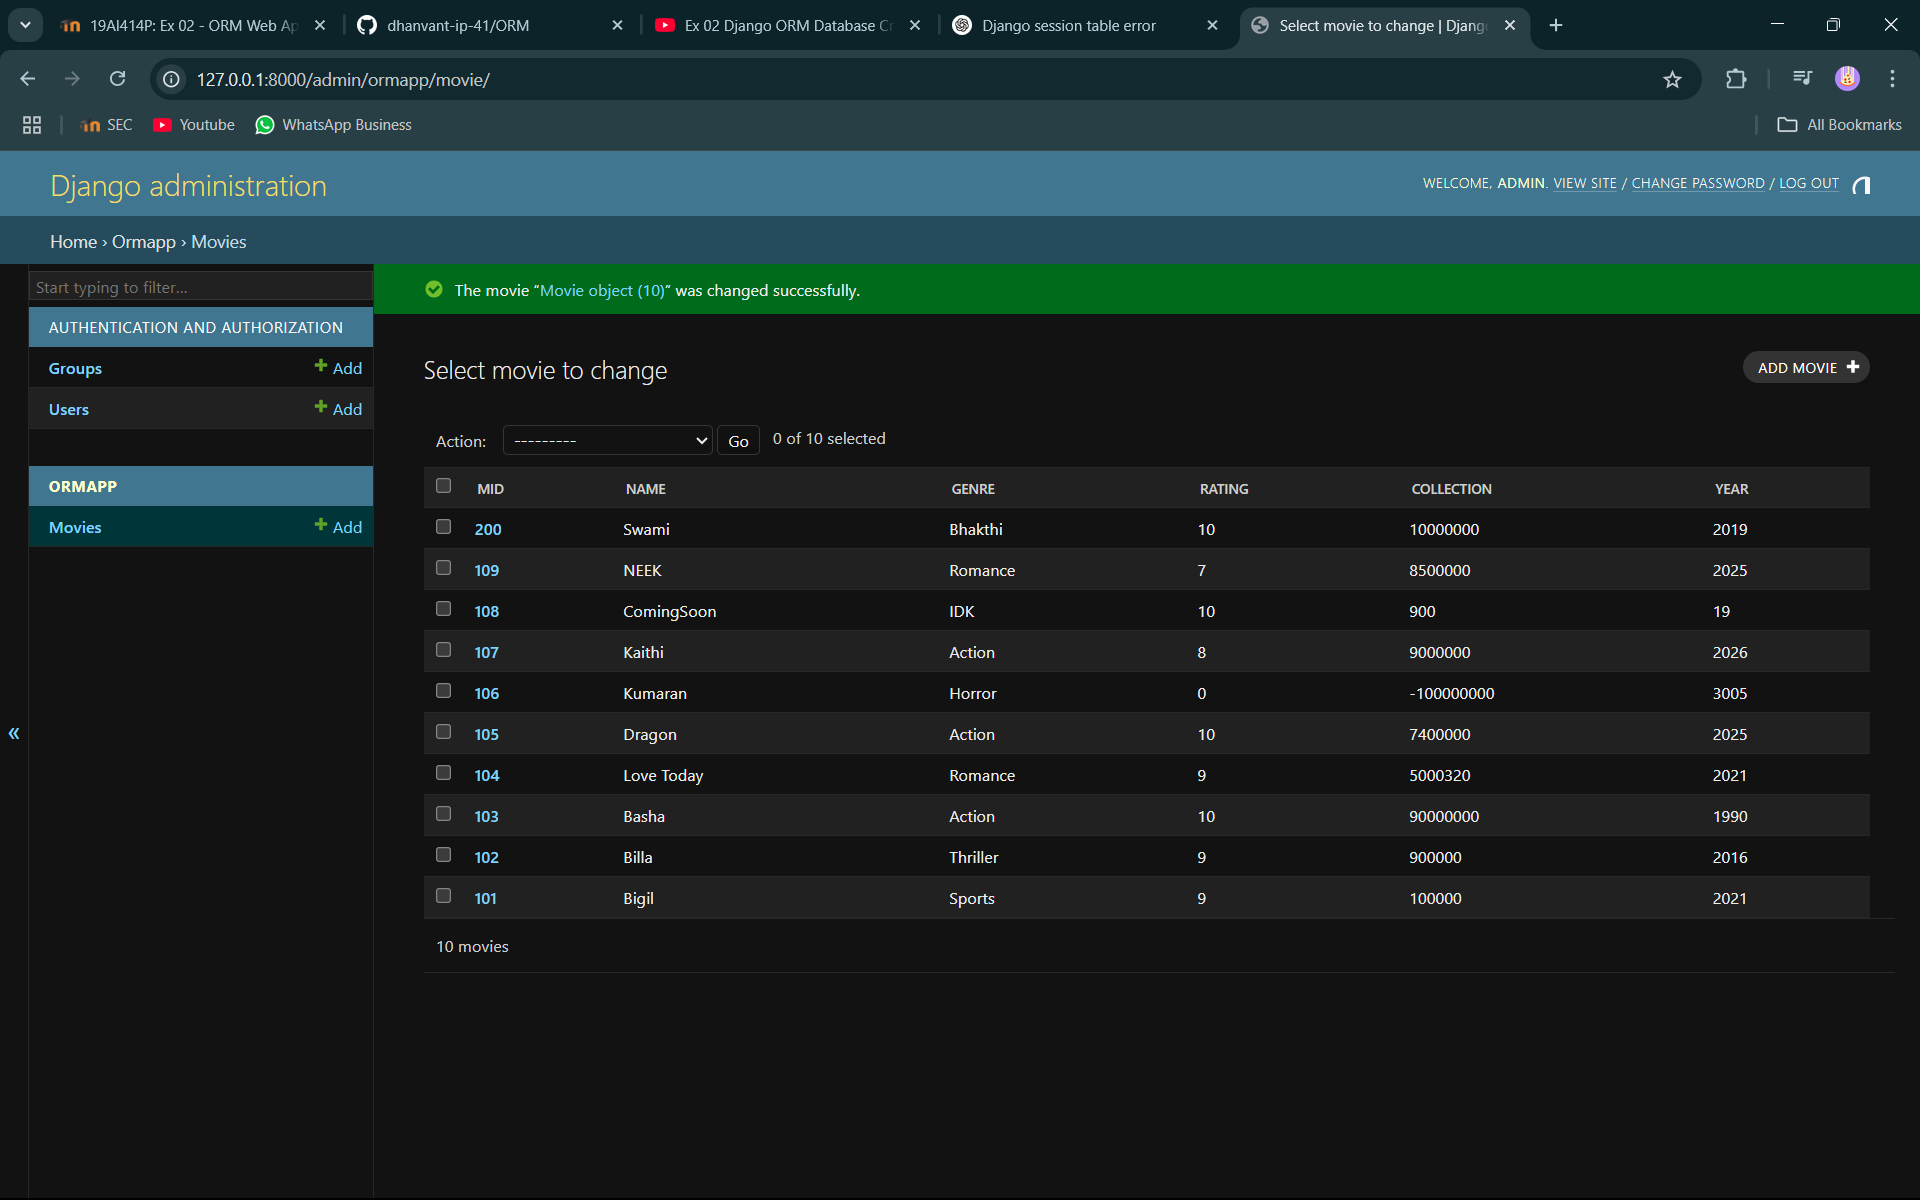 19AI414P: Ex 02 - ORM Web Ap
dhanvant-ip-41/ORM
Ex 02 Django ORM Database Cr
Django session table error
Select movie to change | Djang
127.0.0.1:8000/admin/ormapp/movie/
SEC
Youtube
WhatsApp Business
All Bookmarks
Django administration
WELCOME, ADMIN. VIEW SITE / CHANGE PASSWORD / LOG OUT
Home › Ormapp › Movies
Start typing to filter...
The movie “Movie object (10)” was changed successfully.
AUTHENTICATION AND AUTHORIZATION
Groups Add
Users Add
ORMAPP
Movies Add
«
Select movie to change
ADD MOVIE
Action: --------- Go 0 of 10 selected
MID NAME GENRE RATING COLLECTION YEAR
200 Swami Bhakthi 10 10000000 2019
109 NEEK Romance 7 8500000 2025
108 ComingSoon IDK 10 900 19
107 Kaithi Action 8 9000000 2026
106 Kumaran Horror 0 -100000000 3005
105 Dragon Action 10 7400000 2025
104 Love Today Romance 9 5000320 2021
103 Basha Action 10 90000000 1990
102 Billa Thriller 9 900000 2016
101 Bigil Sports 9 100000 2021
10 movies